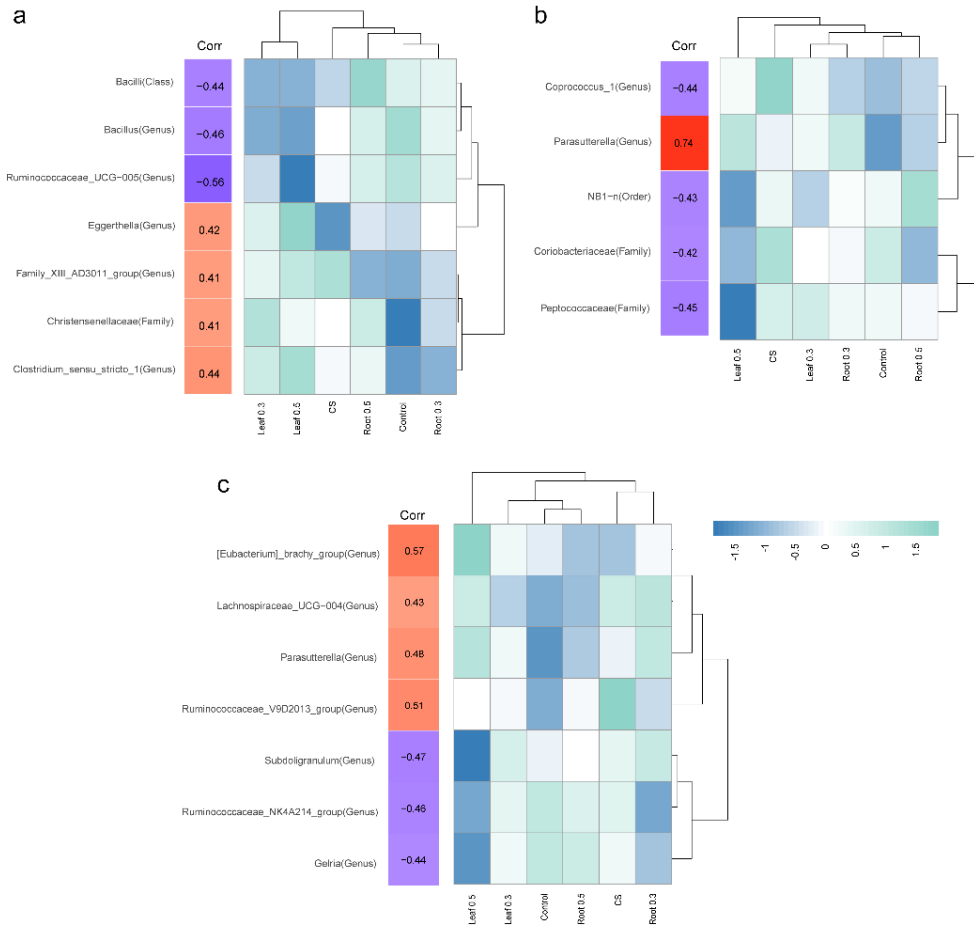 a
Corr
Bacilli(Class)
−0.44
Bacillus(Genus)
−0.46
Ruminococcaceae_UCG−005(Genus)
−0.56
Eggerthella(Genus)
0.42
Family_XIII_AD3011_group(Genus)
0.41
Christensenellaceae(Family)
0.41
Clostridium_sensu_stricto_1(Genus)
0.44
Leaf 0.3
Leaf 0.5
CS
Root 0.5
Control
Root 0.3
b
Corr
Coprococcus_1(Genus)
−0.44
Parasutterella(Genus)
0.74
NB1−n(Order)
−0.43
Coriobacteriaceae(Family)
−0.42
Peptococcaceae(Family)
−0.45
Leaf 0.5
CS
Leaf 0.3
Root 0.3
Control
Root 0.5
c
Corr
[Eubacterium]_brachy_group(Genus)
0.57
Lachnospiraceae_UCG−004(Genus)
0.43
Parasutterella(Genus)
0.48
Ruminococcaceae_V9D2013_group(Genus)
0.51
Subdoligranulum(Genus)
−0.47
Ruminococcaceae_NK4A214_group(Genus)
−0.46
Gelria(Genus)
−0.44
Leaf 0.5
Leaf 0.3
Control
Root 0.5
CS
Root 0.3
-1.5
-1
-0.5
0
0.5
1
1.5